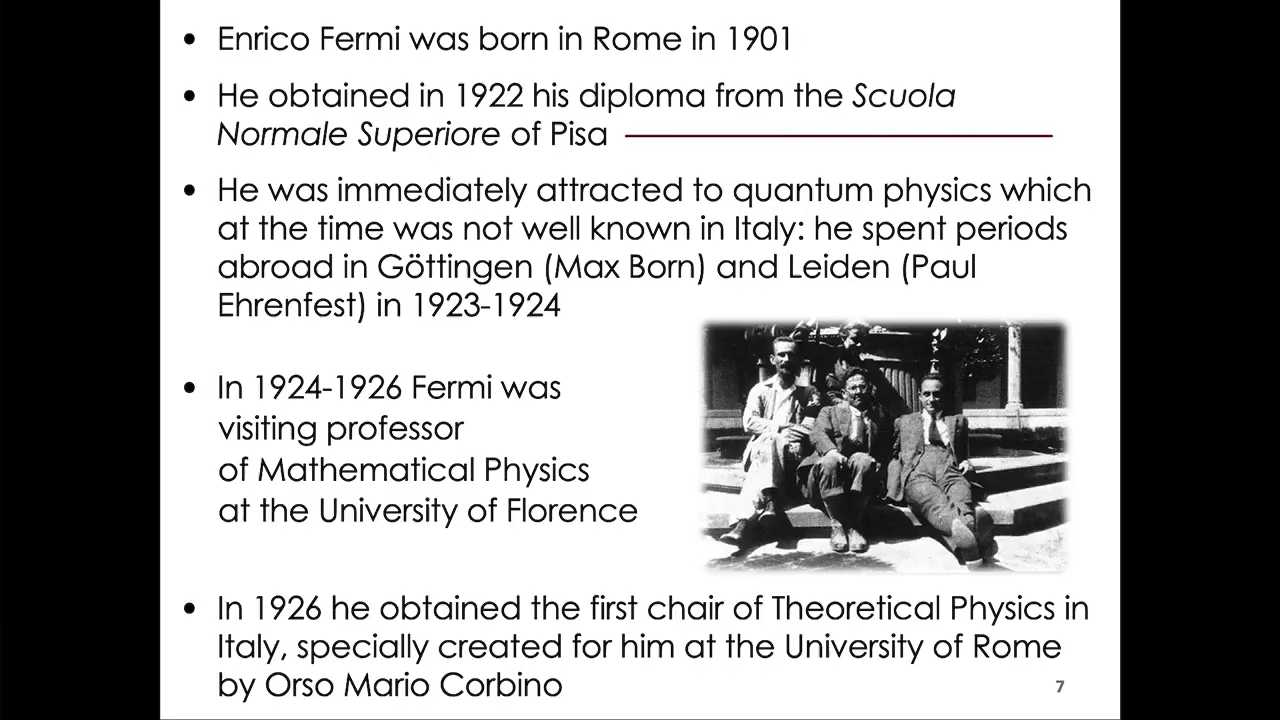 • Enrico Fermi was born in Rome in 1901
• He obtained in 1922 his diploma from the Scuola
Normale Superiore of Pisa
• He was immediately attracted to quantum physics which
at the time was not well known in Italy: he spent periods
abroad in Göttingen (Max Born) and Leiden (Paul
Ehrenfest) in 1923-1924
• In 1924-1926 Fermi was
visiting professor
of Mathematical Physics
at the University of Florence
• In 1926 he obtained the first chair of Theoretical Physics in
Italy, specially created for him at the University of Rome
by Orso Mario Corbino
7